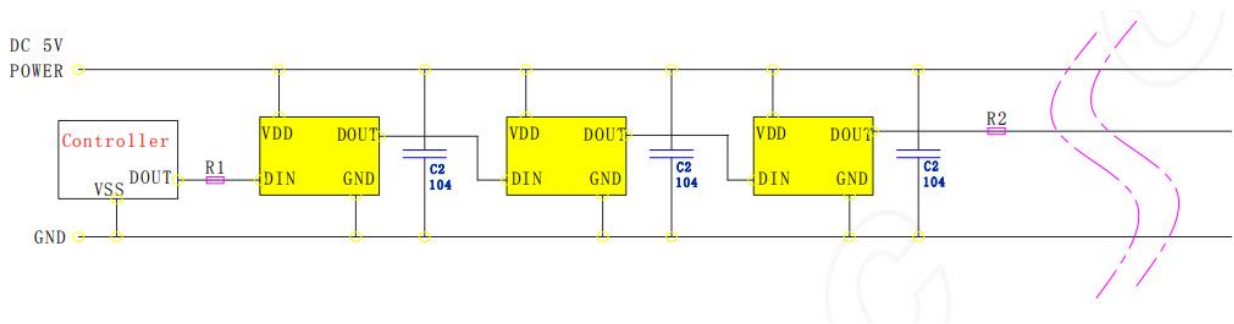 DC 5V
POWER
Controller
DOUT
VSS
R1
VDD
DOUT
DIN
GND
C2
104
VDD
DOUT
DIN
GND
C2
104
VDD
DOUT
DIN
GND
C2
104
R2
GND